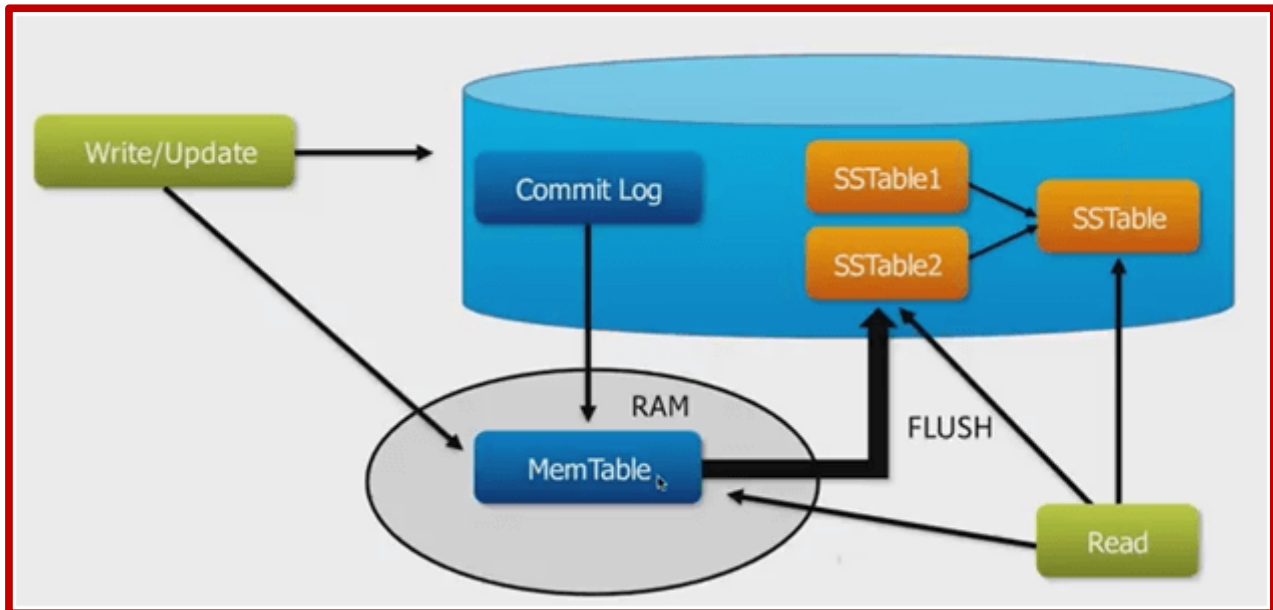 Write/Update
Commit Log
SSTable1
SSTable2
SSTable
RAM
MemTable
FLUSH
Read